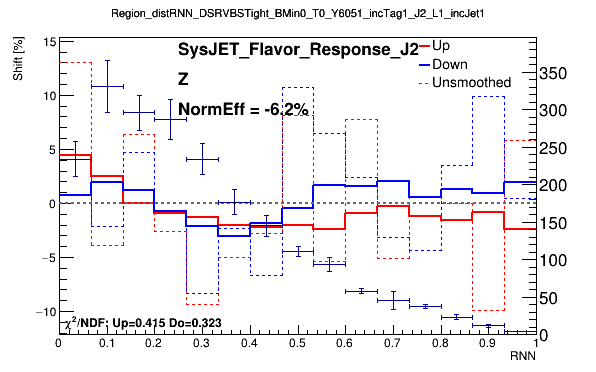 Region_distRNN_DSRVBSTight_BMin0_T0_Y6051_incTag1_J2_L1_incJet1
Shift [%]
SysJET_Flavor_Response_J2
Z
NormEff = -6.2%
Up
Down
Unsmoothed
15
10
5
0
−5
−10
350
300
250
200
150
100
50
0
χ²/NDF: Up=0.415 Do=0.323
0 0.1 0.2 0.3 0.4 0.5 0.6 0.7 0.8 0.9 1
RNN